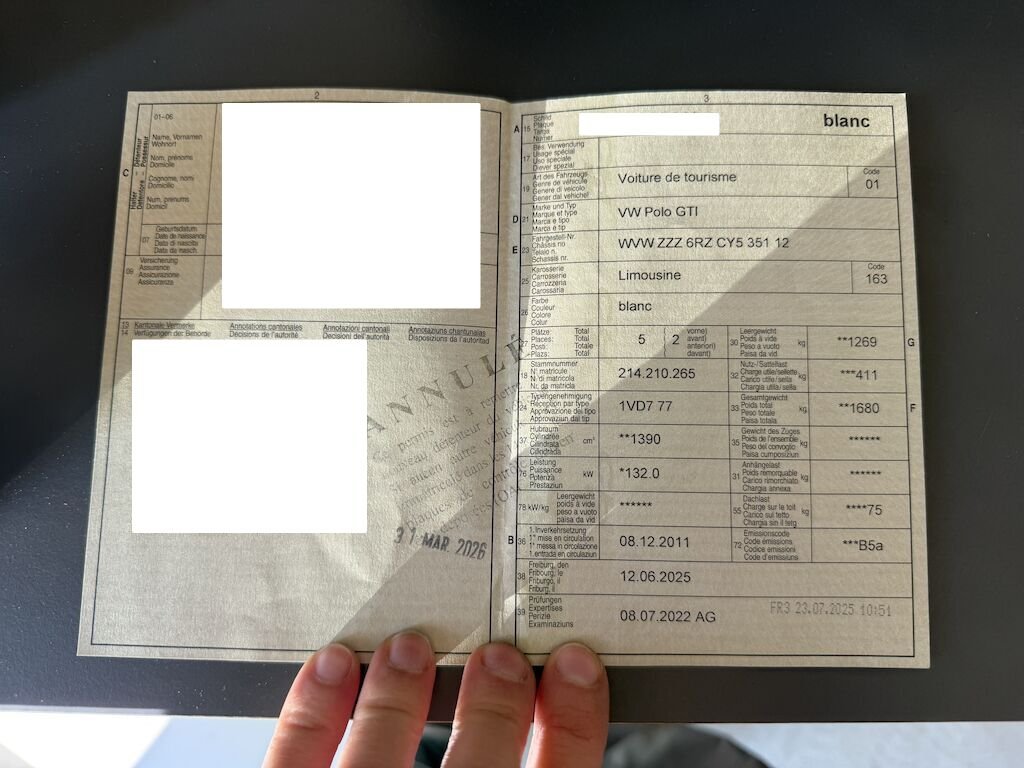 2
01–06
Name, Vornamen
Wohnort
Nom, prénoms
Domicile
Cognome, nomi
Domicilio
Num, prenums
Domicil
C
Halter – Détenteur
Detentore – Possessur
07
Geburtsdatum
Date de naissance
Data di nascita
Data da nasch.
09
Versicherung
Assurance
Assicurazione
Assicuranza
13
14
Kantonale Vermerke
Verfügungen der Behörde
Annotations cantonales
Décisions de l'autorité
Annotazioni cantonali
Decisioni dell'autorità
Annotaziuns chantunalas
Disposiziuns da l'autoritad
ANNULÉ
31 MAR. 2026
3
A 15
Schild
Plaque
Targa
Numer
blanc
17
Bes. Verwendung
Usage spécial
Uso speciale
Diever spezial
19
Art des Fahrzeugs
Genre de véhicule
Genere di veicolo
Gener dal vehichel
Voiture de tourisme
Code
01
D 21
Marke und Typ
Marque et type
Marca e tipo
Marca e tip
VW Polo GTI
E 23
Fahrgestell-Nr.
Châssis no
Telaio n.
Schassis nr.
WVW ZZZ 6RZ CY5 351 12
25
Karosserie
Carrosserie
Carrozzeria
Carossaria
Limousine
Code
163
26
Farbe
Couleur
Colore
Colur
blanc
27
Plätze: Total
Places: Total
Posti: Totale
Plazs: Total
5
( 2
vorne)
avant)
anteriori)
davant)
30
Leergewicht
Poids à vide
Peso a vuoto
Paisa da vid
kg
**1269
G
18
Stammnummer
N° matricule
N. di matricola
Nr. da matricla
214.210.265
32
Nutz-/Sattellast
Charge utile/sellette
Carico utile/sella
Chargia utila/sella
kg
***411
24
Typengenehmigung
Réception par type
Approvazione del tipo
Approvaziun dal tip
1VD7 77
33
Gesamtgewicht
Poids total
Peso totale
Paisa totala
kg
**1680
F
37
Hubraum
Cylindrée
Cilindrata
Cilindrada
cm³
**1390
35
Gewicht des Zuges
Poids de l'ensemble
Peso del convoglio
Paisa cumposiziun
kg
******
76
Leistung
Puissance
Potenza
Prestaziun
kW
*132.0
31
Anhängelast
Poids remorquable
Carico rimorchiato
Chargia annexa
kg
******
78
kW/kg
Leergewicht
poids à vide
peso a vuoto
paisa da vid
******
55
Dachlast
Charge sur le toit
Carico sul tetto
Chargia sin il tetg
kg
****75
B 36
1. Inverkehrsetzung
1re mise en circulation
1a messa in circolazione
1. entrada en circulaziun
08.12.2011
72
Emissionscode
Code émissions
Codice emissioni
Code d'emissiuns
***B5a
38
Freiburg, den
Fribourg, le
Friburgo, il
Friburg, il
12.06.2025
39
Prüfungen
Expertises
Perizie
Examinaziuns
08.07.2022 AG
FR3 23.07.2025 10:51